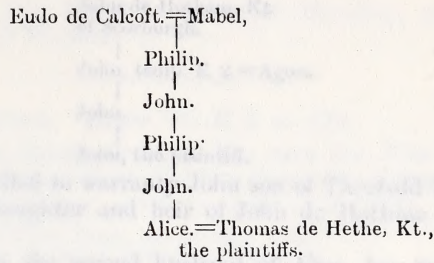 Eudo de Calcoft.=Mabel,
Philip.
John.
Philip.
John.
Alice.=Thomas de Hethe, Kt.,
the plaintiffs.